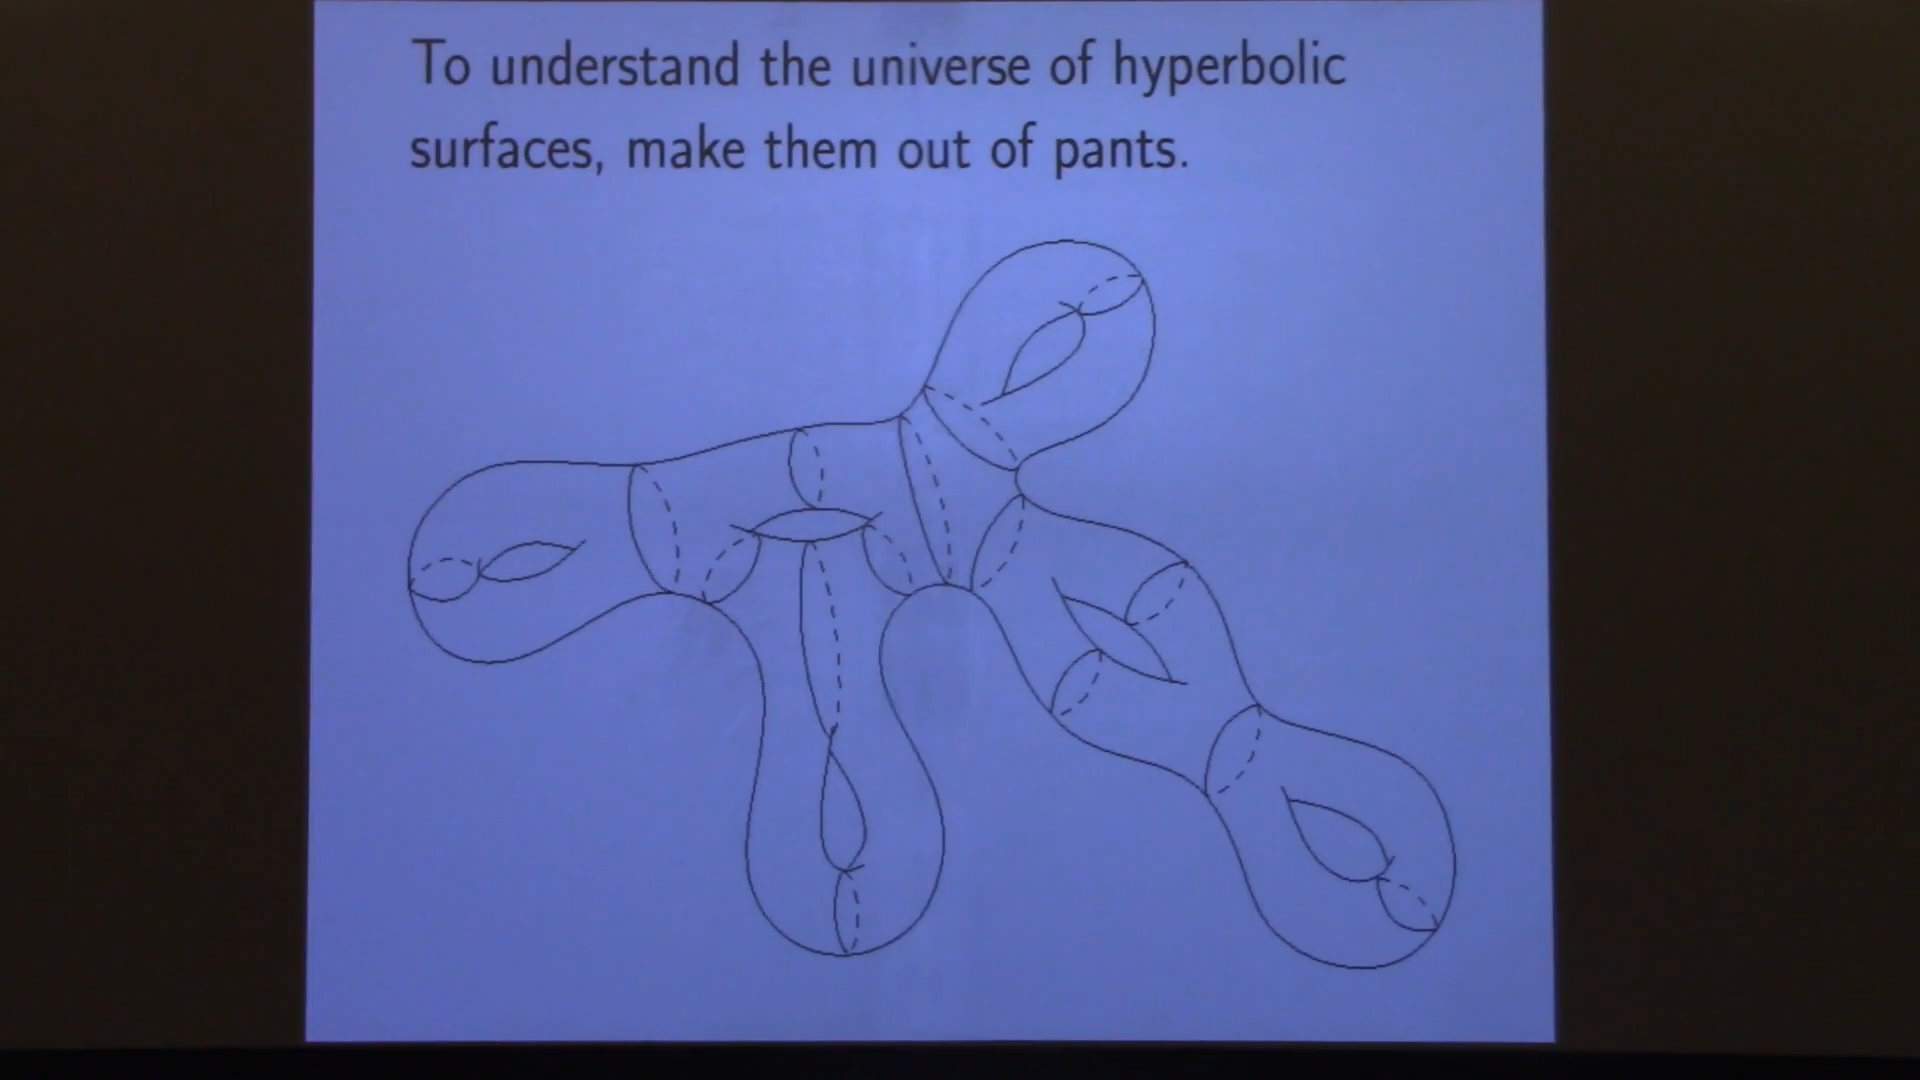 To understand the universe of hyperbolic
surfaces, make them out of pants.